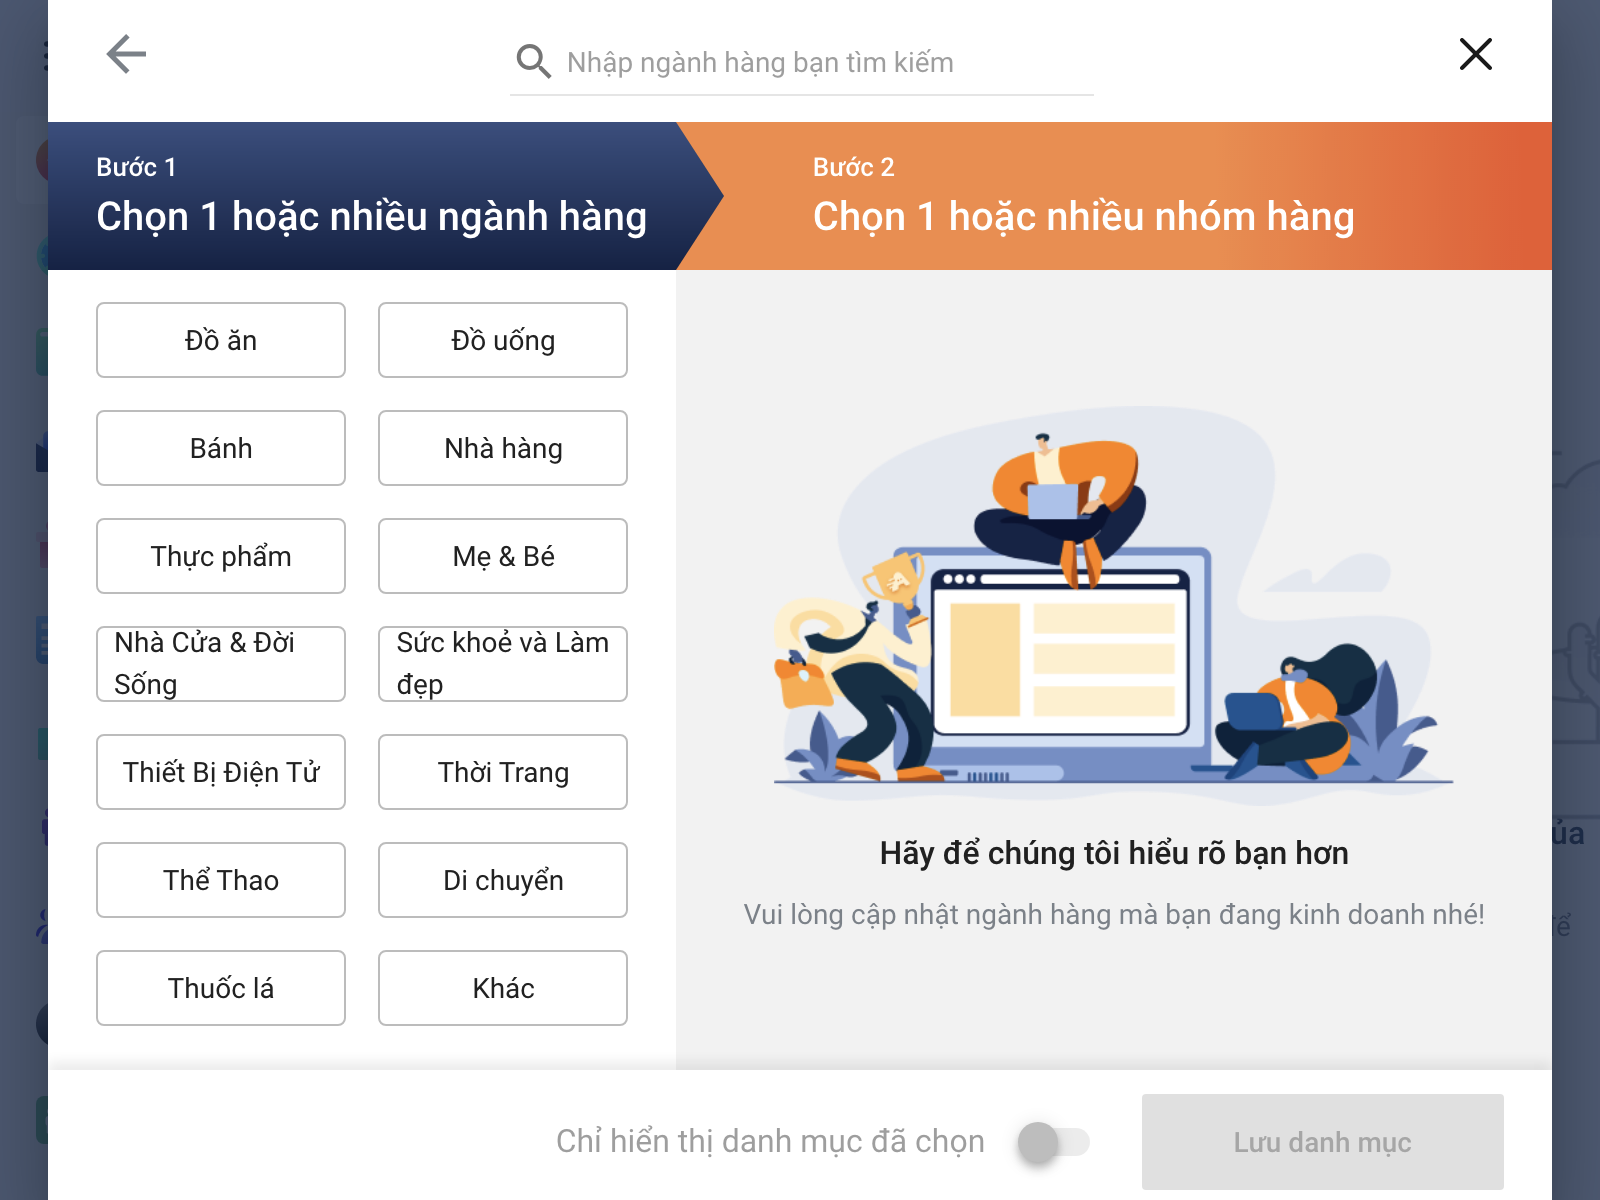 Nhập ngành hàng bạn tìm kiếm
Bước 1
Chọn 1 hoặc nhiều ngành hàng
Bước 2
Chọn 1 hoặc nhiều nhóm hàng
Đồ ăn
Đồ uống
Bánh
Nhà hàng
Thực phẩm
Mẹ & Bé
Nhà Cửa & Đời
Sống
Sức khoẻ và Làm
đẹp
Thiết Bị Điện Tử
Thời Trang
Thể Thao
Di chuyển
Thuốc lá
Khác
Hãy để chúng tôi hiểu rõ bạn hơn
Vui lòng cập nhật ngành hàng mà bạn đang kinh doanh nhé!
Chỉ hiển thị danh mục đã chọn
Lưu danh mục